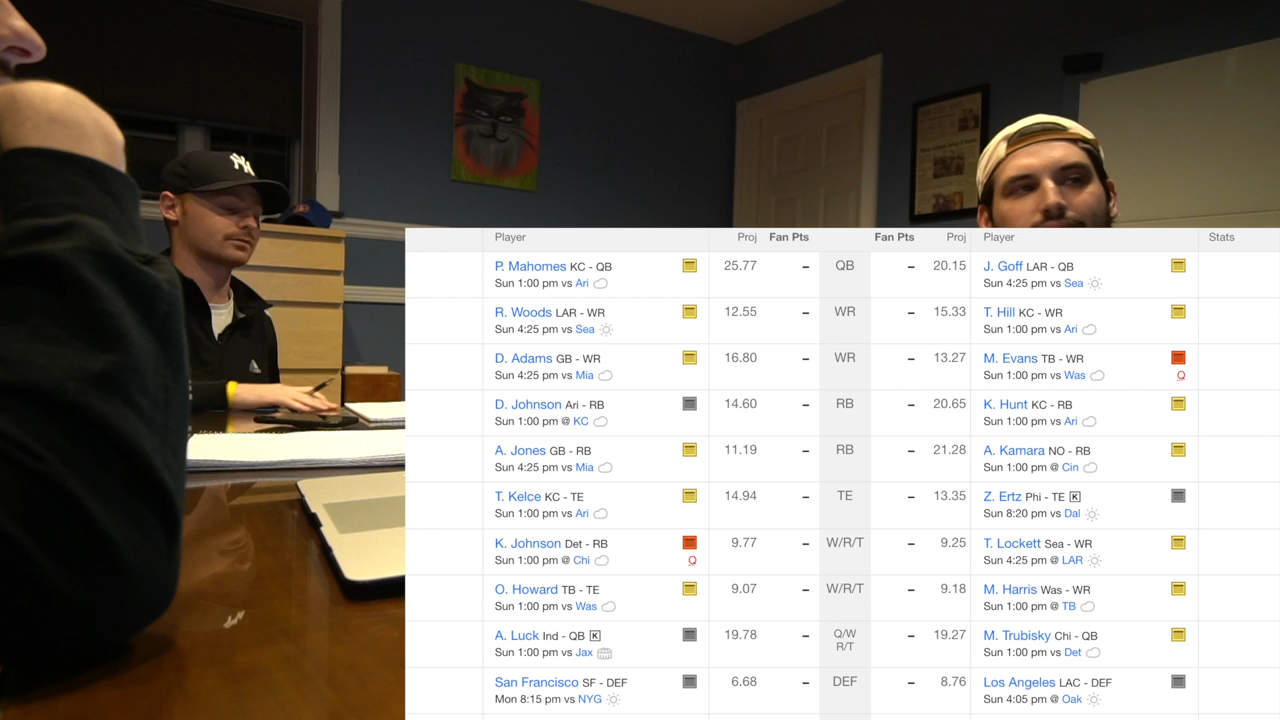 NY
Player Proj Fan Pts Fan Pts Proj Player Stats
P. Mahomes KC - QB 25.77 – QB – 20.15 J. Goff LAR - QB
Sun 1:00 pm vs Ari Sun 4:25 pm vs Sea
R. Woods LAR - WR 12.55 – WR – 15.33 T. Hill KC - WR
Sun 4:25 pm vs Sea Sun 1:00 pm vs Ari
D. Adams GB - WR 16.80 – WR – 13.27 M. Evans TB - WR
Sun 4:25 pm vs Mia Sun 1:00 pm vs Was Q
D. Johnson Ari - RB 14.60 – RB – 20.65 K. Hunt KC - RB
Sun 1:00 pm @ KC Sun 1:00 pm vs Ari
A. Jones GB - RB 11.19 – RB – 21.28 A. Kamara NO - RB
Sun 4:25 pm vs Mia Sun 1:00 pm @ Cin
T. Kelce KC - TE 14.94 – TE – 13.35 Z. Ertz Phi - TE K
Sun 1:00 pm vs Ari Sun 8:20 pm vs Dal
K. Johnson Det - RB 9.77 – W/R/T – 9.25 T. Lockett Sea - WR
Sun 1:00 pm @ Chi Q Sun 4:25 pm @ LAR
O. Howard TB - TE 9.07 – W/R/T – 9.18 M. Harris Was - WR
Sun 1:00 pm vs Was Sun 1:00 pm @ TB
A. Luck Ind - QB K 19.78 – Q/W R/T – 19.27 M. Trubisky Chi - QB
Sun 1:00 pm vs Jax Sun 1:00 pm vs Det
San Francisco SF - DEF 6.68 – DEF – 8.76 Los Angeles LAC - DEF
Mon 8:15 pm vs NYG Sun 4:05 pm @ Oak